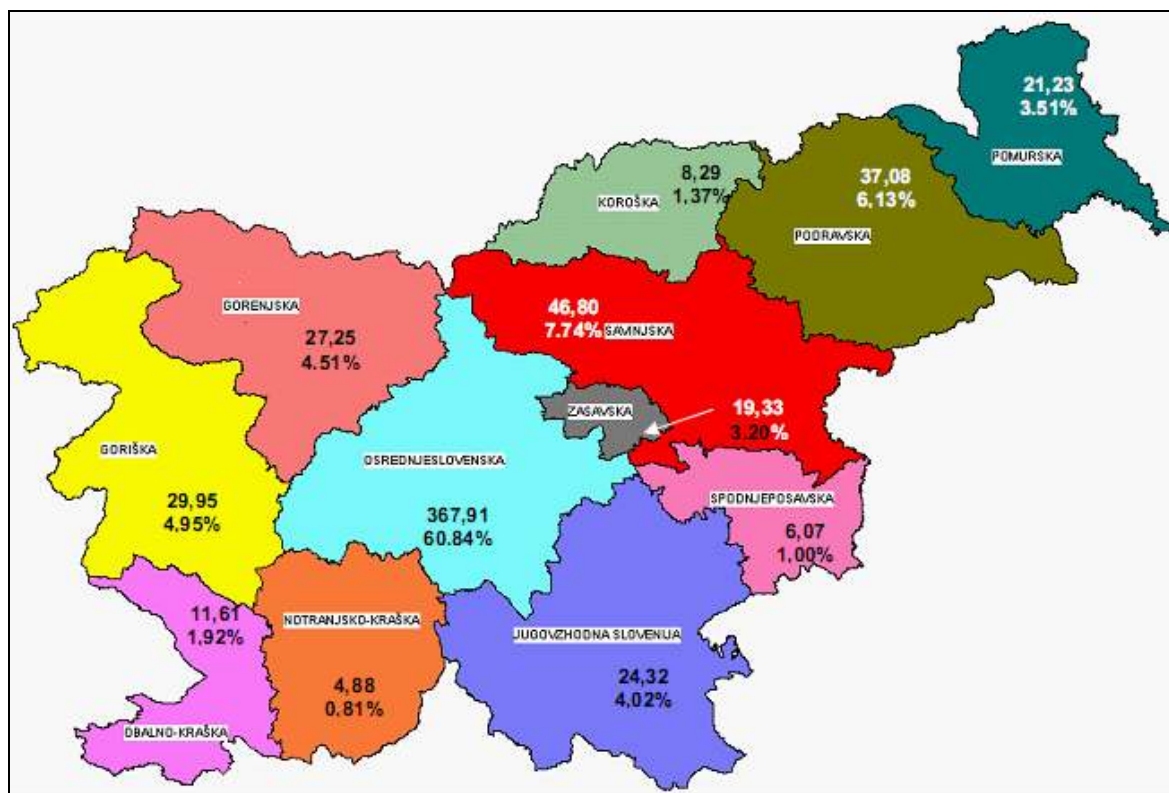 21,23
3.51%
POMURSKA
37,08
6,13%
PODRAVSKA
8,29
1,37%
KOROŠKA
46,80
7.74%
SAVINJSKA
GORENJSKA
27,25
4.51%
ZASAVSKA
19,33
3.20%
GORIŠKA
29,95
4,95%
OSREDNJESLOVENSKA
367,91
60.84%
SPODNJEPOSAVSKA
6,07
1,00%
11,61
1,92%
OBALNO-KRAŠKA
NOTRANJSKO-KRAŠKA
4,88
0,81%
JUGOVZHODNA SLOVENIJA
24,32
4,02%